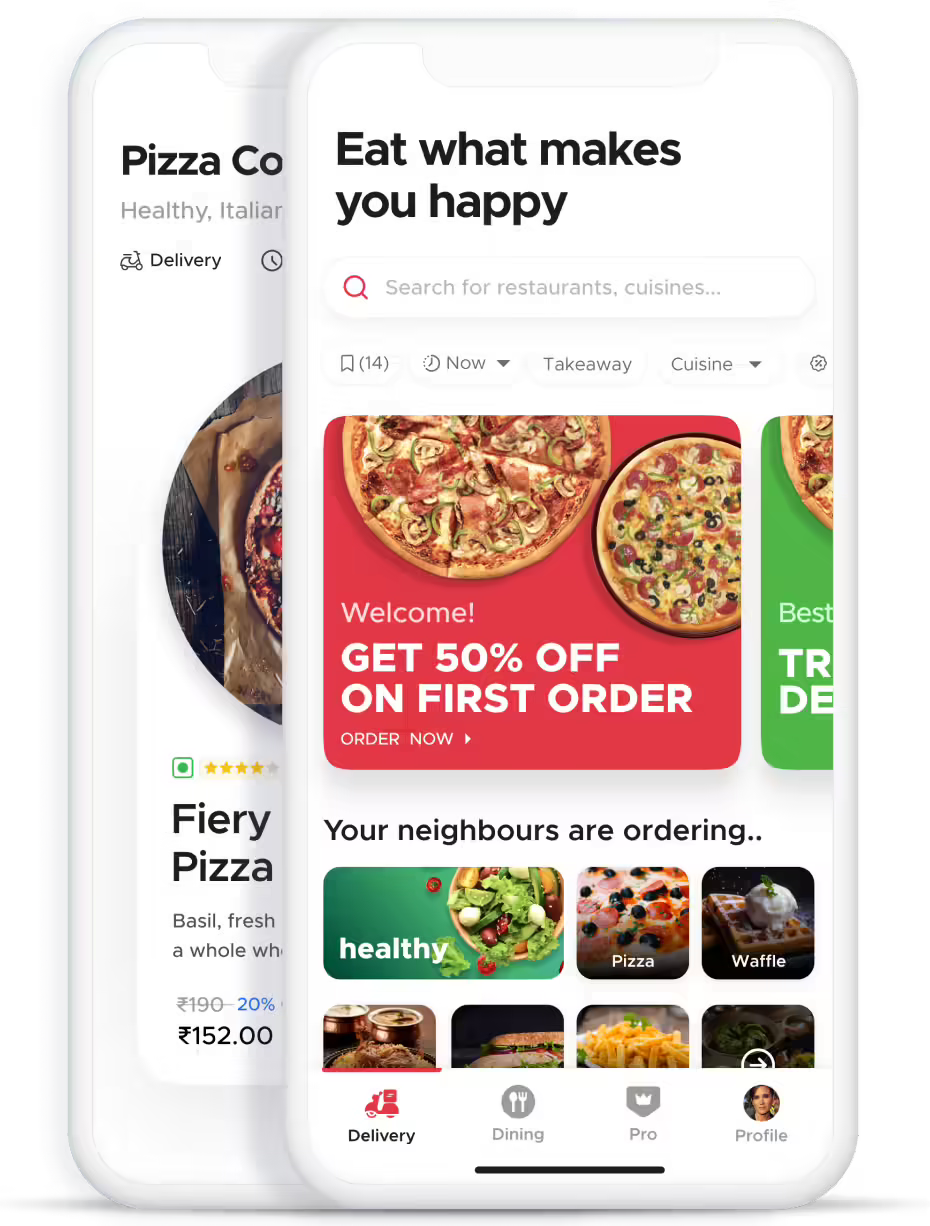 Pizza Co
Healthy, Italian
Delivery
Fiery
Pizza
Basil, fresh
a whole whe
₹190 20%
₹152.00
Eat what makes
you happy
Search for restaurants, cuisines...
(14) Now Takeaway Cuisine
Welcome!
GET 50% OFF
ON FIRST ORDER
ORDER NOW
Best
TR
DE
Your neighbours are ordering..
healthy
Pizza
Waffle
Delivery Dining Pro Profile